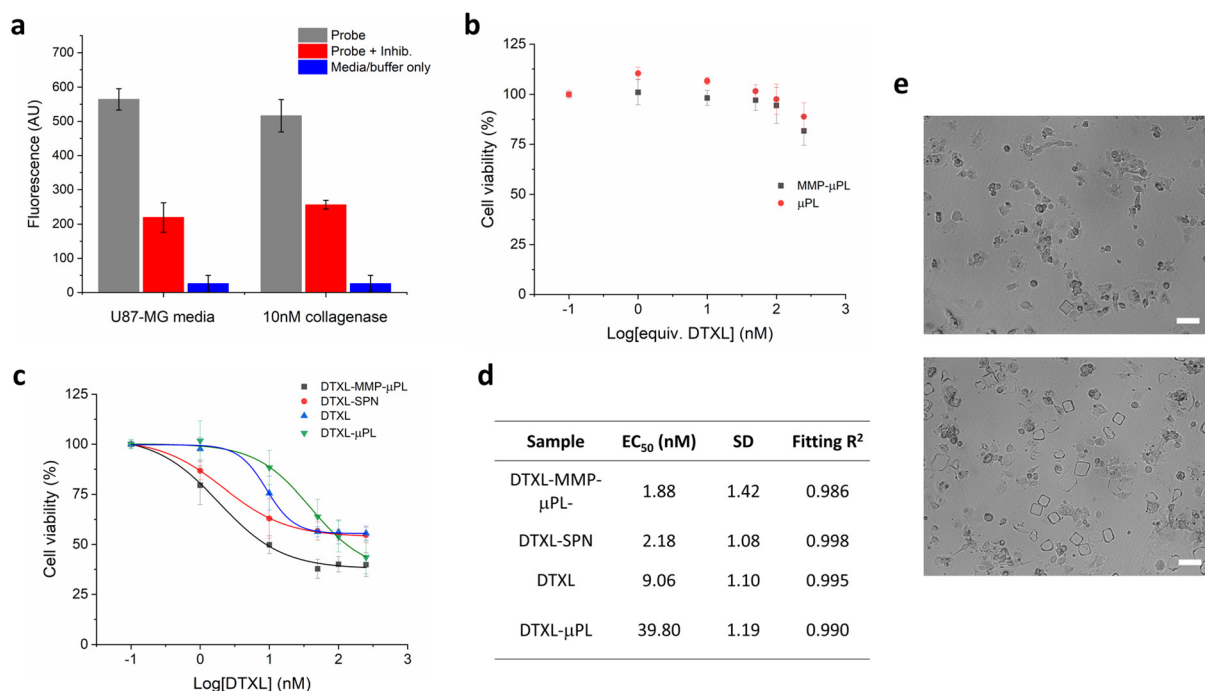 a
700
600
500
400
300
200
100
0
Fluorescence (AU)
Probe
Probe + Inhib.
Media/buffer only
U87-MG media
10nM collagenase
b
125
100
75
50
25
0
Cell viability (%)
MMP-μPL
μPL
-1
0
1
2
3
Log[equiv. DTXL] (nM)
c
125
100
75
50
25
0
Cell viability (%)
DTXL-MMP-μPL
DTXL-SPN
DTXL
DTXL-μPL
-1
0
1
2
3
Log[DTXL] (nM)
d
Sample EC50 (nM) SD Fitting R²
DTXL-MMP-
μPL- 1.88 1.42 0.986
DTXL-SPN 2.18 1.08 0.998
DTXL 9.06 1.10 0.995
DTXL-μPL 39.80 1.19 0.990
e